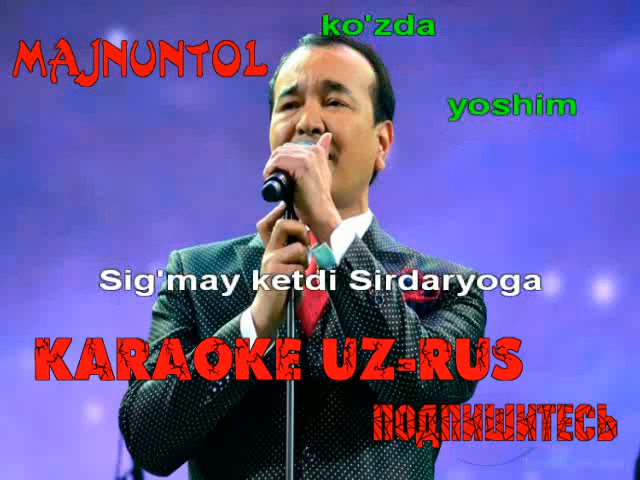 ko'zda
MAJNUNTOL
yoshim
Sig'may ketdi Sirdaryoga
KARAOKE UZ-RUS
ПОДПИШИТЕСЬ